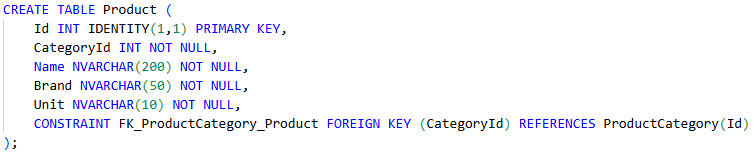 CREATE TABLE Product (
    Id INT IDENTITY(1,1) PRIMARY KEY,
    CategoryId INT NOT NULL,
    Name NVARCHAR(200) NOT NULL,
    Brand NVARCHAR(50) NOT NULL,
    Unit NVARCHAR(10) NOT NULL,
    CONSTRAINT FK_ProductCategory_Product FOREIGN KEY (CategoryId) REFERENCES ProductCategory(Id)
);